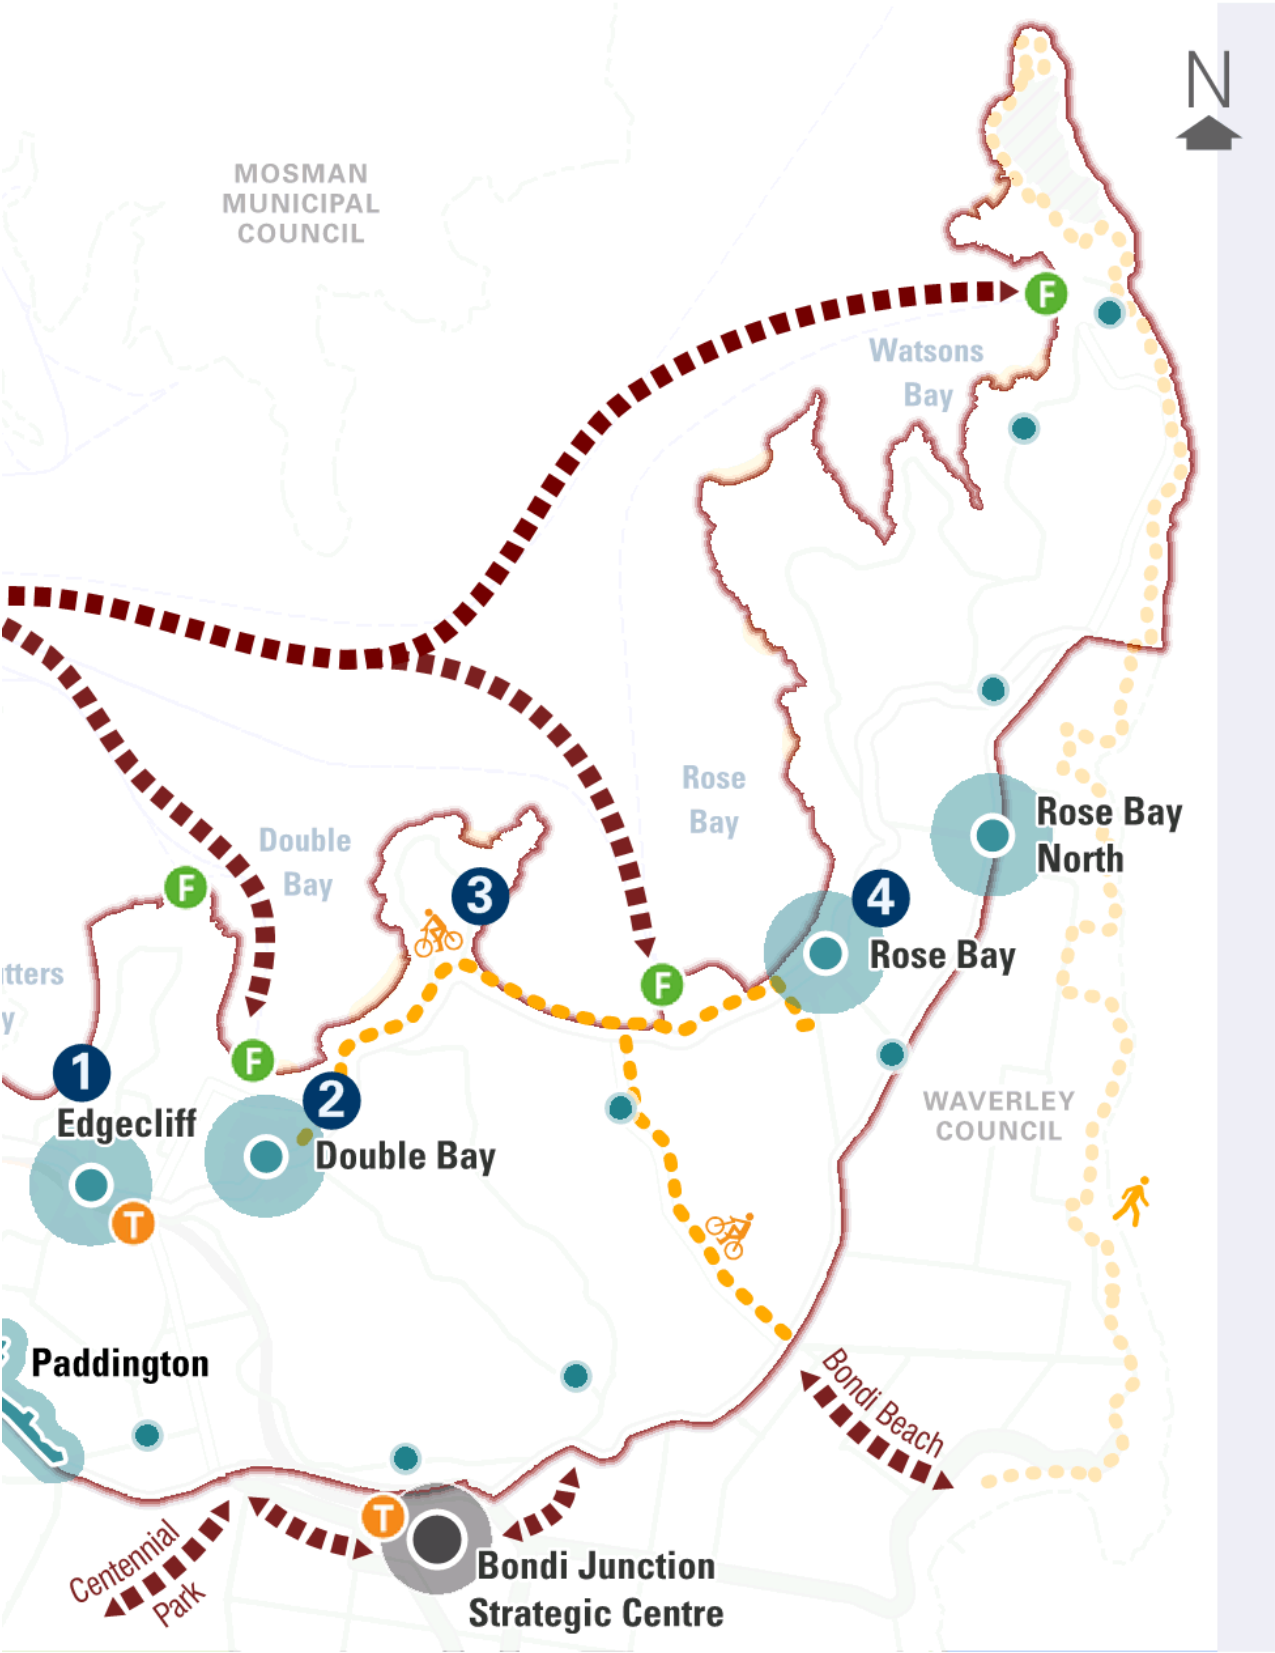 N
MOSMAN
MUNICIPAL
COUNCIL
F
Watsons
Bay
Rose
Bay
Rose Bay
North
Double
Bay
F
3
4
Rose Bay
F
tters
y
1
F
2
Edgecliff
Double Bay
T
WAVERLEY
COUNCIL
Paddington
Bondi Beach
T
Centennial
Park
Bondi Junction
Strategic Centre